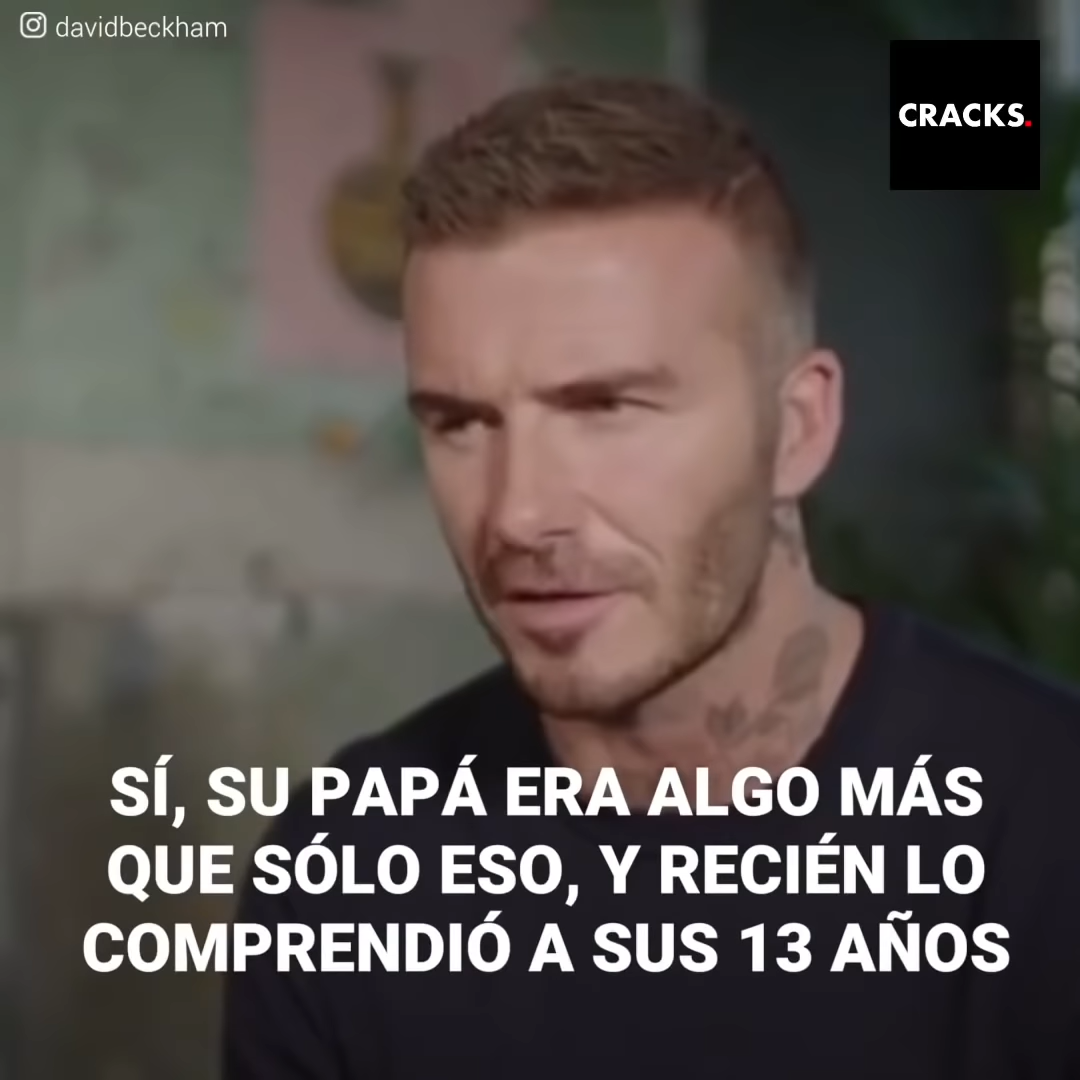 davidbeckham
CRACKS.
SÍ, SU PAPÁ ERA ALGO MÁS
QUE SÓLO ESO, Y RECIÉN LO
COMPRENDIÓ A SUS 13 AÑOS